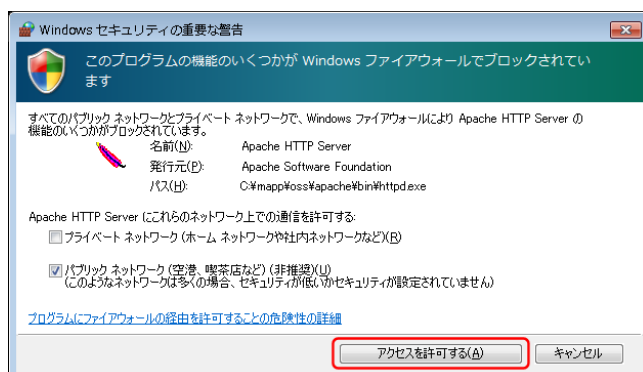 Windows セキュリティの重要な警告
このプログラムの機能のいくつかが Windows ファイアウォールでブロックされてい
ます
すべてのパブリック ネットワークとプライベート ネットワークで、Windows ファイアウォールにより Apache HTTP Server の
機能のいくつかがブロックされています。
名前(N): Apache HTTP Server
発行元(P): Apache Software Foundation
パス(H): C:¥mapp¥oss¥apache¥bin¥httpd.exe
Apache HTTP Server にこれらのネットワーク上での通信を許可する:
プライベート ネットワーク (ホーム ネットワークや社内ネットワークなど)(R)
パブリック ネットワーク (空港、喫茶店など) (非推奨)(U)
(このようなネットワークは多くの場合、セキュリティが低いかセキュリティが設定されていません)
プログラムにファイアウォールの経由を許可することの危険性の詳細
アクセスを許可する(A) キャンセル